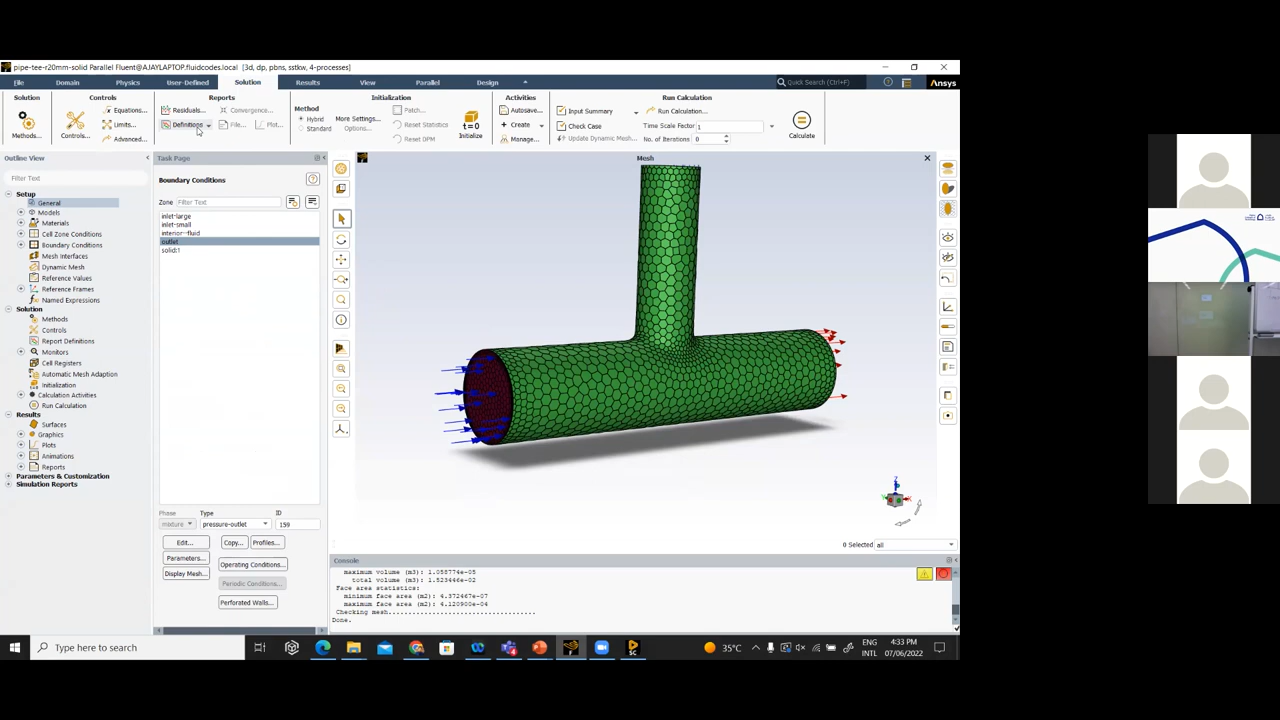 pipe-tee-r20mm-solid Parallel Fluent@AJAYLAPTOP.fluidcodes.local [3d, dp, pbns, sstkw, 4-processes]
File Domain Physics User-Defined Solution Results View Parallel Design Quick Search (Ctrl+F) Ansys
Solution Controls Reports Initialization Activities Run Calculation
Methods... Controls... Equations... Limits... Advanced...
Residuals... Convergence... Definitions File... Plot...
Method Hybrid Standard More Settings... Options...
Patch... Reset Statistics Reset DPM t=0 Initialize
Autosave... Create Manage...
Input Summary Check Case Update Dynamic Mesh...
Run Calculation... Time Scale Factor 1 No. of Iterations 0 Calculate
Outline View
Filter Text
Setup
General
Models
Materials
Cell Zone Conditions
Boundary Conditions
Mesh Interfaces
Dynamic Mesh
Reference Values
Reference Frames
Named Expressions
Solution
Methods
Controls
Report Definitions
Monitors
Cell Registers
Automatic Mesh Adaption
Initialization
Calculation Activities
Run Calculation
Results
Surfaces
Graphics
Plots
Animations
Reports
Parameters & Customization
Simulation Reports
Task Page
Boundary Conditions
Zone Filter Text
inlet-large
inlet-small
interior--fluid
outlet
solid:1
Phase Type ID
mixture pressure-outlet 159
Edit... Copy... Profiles...
Parameters... Operating Conditions...
Display Mesh... Periodic Conditions...
Perforated Walls...
Mesh
0 Selected all
Console
maximum volume (m3): 1.058774e-05
total volume (m3): 1.523446e-02
Face area statistics:
minimum face area (m2): 4.372467e-07
maximum face area (m2): 4.120900e-04
Checking mesh...................................
Done.
Type here to search
35°C
ENG
INTL
4:33 PM
07/06/2022